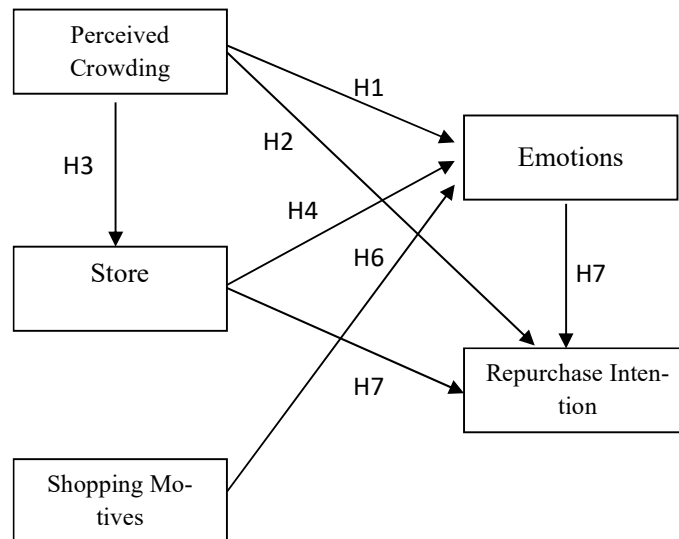 Perceived
Crowding
H1
H2
Emotions
H3
H4
Store
H6
H7
H7
Repurchase Inten-
tion
Shopping Mo-
tives